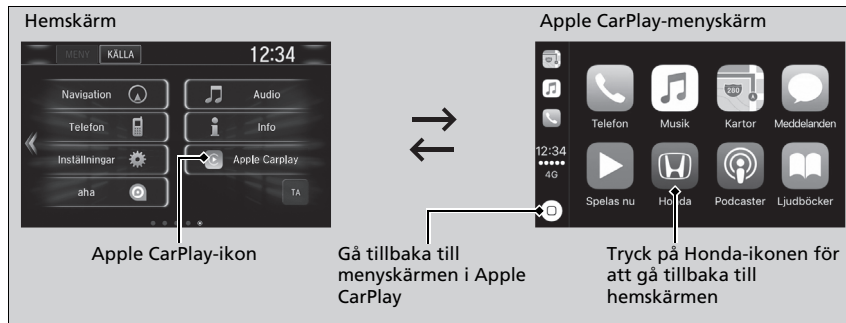 Hemskärm
Apple CarPlay-menyskärm
MENY KÄLLA 12:34
Navigation Audio
Telefon Info
Inställningar Apple Carplay
aha TA
12:34
4G
280
Telefon Musik Kartor Meddelanden
Spelas nu Honda Podcaster Ljudböcker
Apple CarPlay-ikon
Gå tillbaka till
menyskärmen i Apple
CarPlay
Tryck på Honda-ikonen för
att gå tillbaka till
hemskärmen